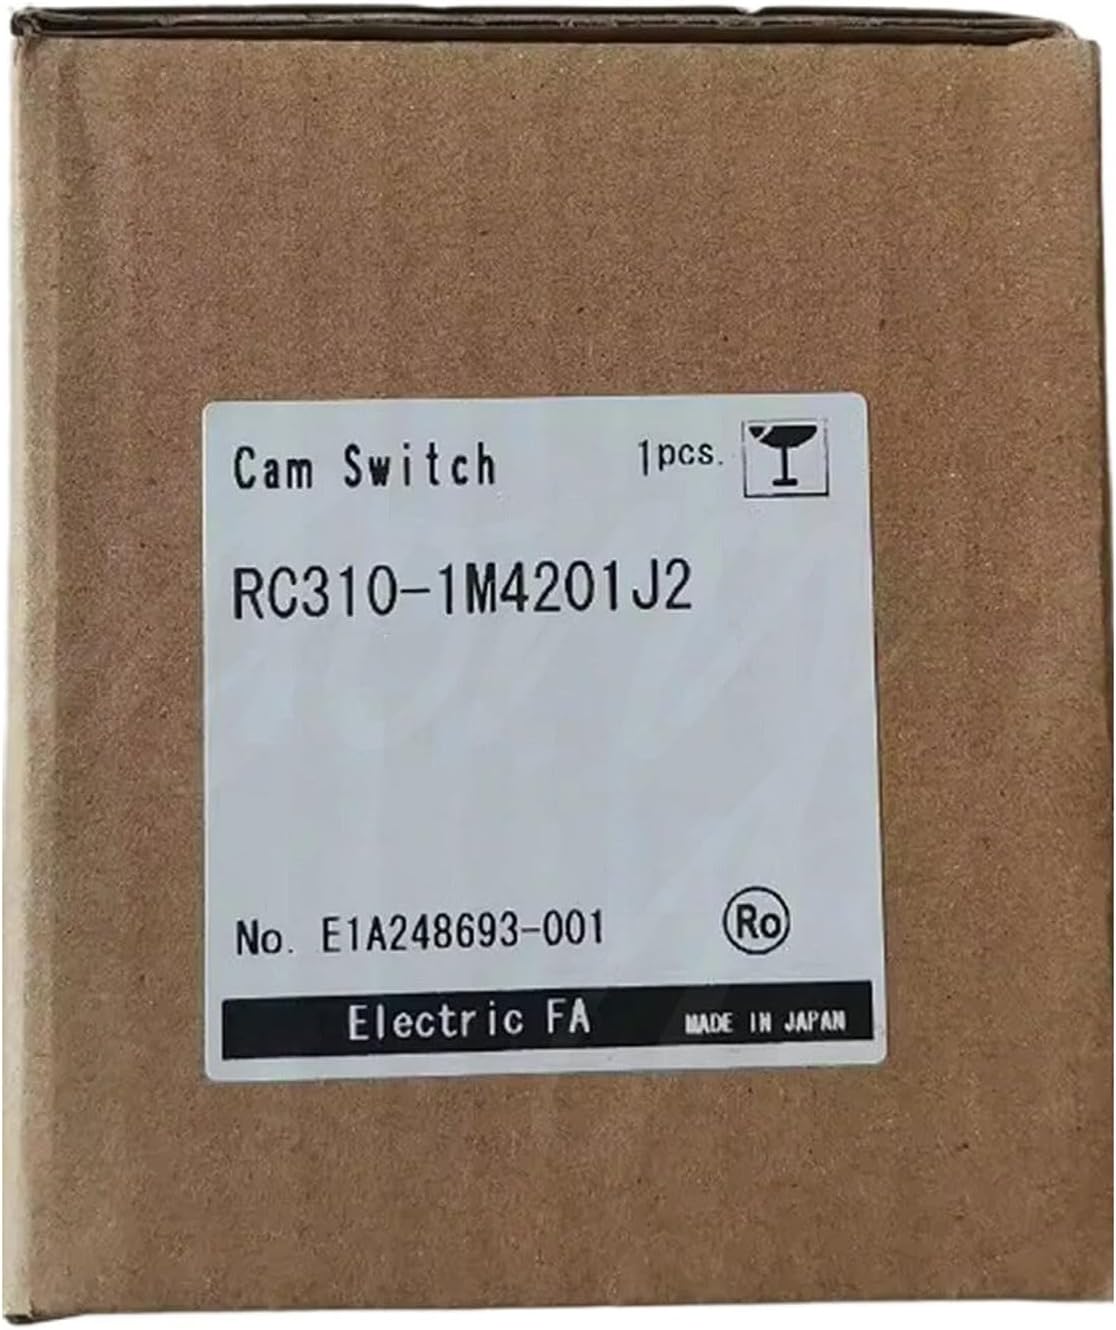 Cam Switch 1pcs.
RC310-1M4201J2
No. E1A248693-001 Ro
Electric FA MADE IN JAPAN